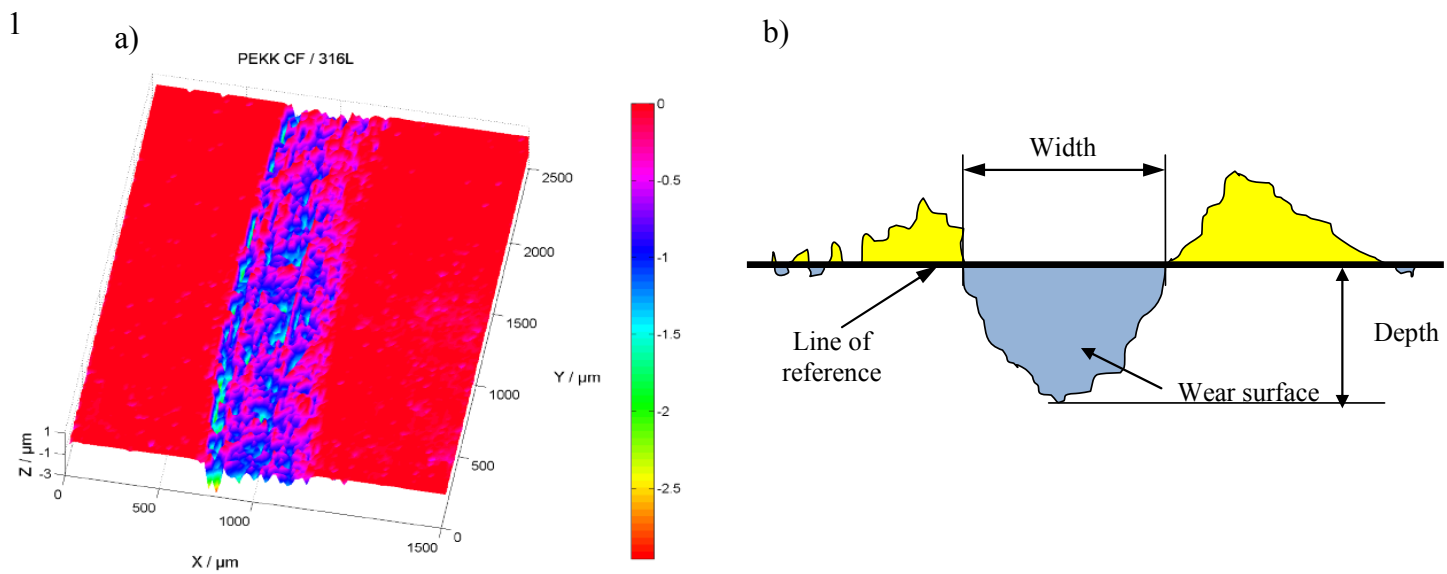 1
a)
PEKK CF / 316L
0
-0.5
-1
-1.5
-2
-2.5
2500
2000
1500
1000
500
0
Y / µm
1
-1
-3
Z / µm
0
500
1000
1500
X / µm
b)
Width
Line of
reference
Wear surface
Depth